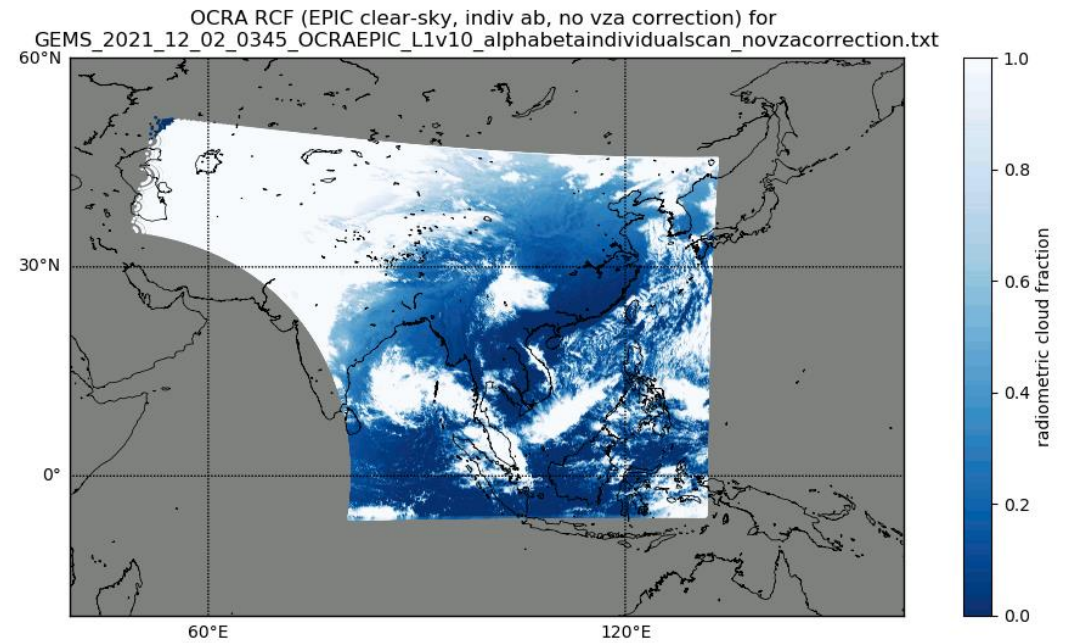 OCRA RCF (EPIC clear-sky, indiv ab, no vza correction) for
GEMS_2021_12_02_0345_OCRAEPIC_L1v10_alphabetaindividualscan_novzacorrection.txt
60°N
30°N
0°
60°E
120°E
1.0
0.8
0.6
0.4
0.2
0.0
radiometric cloud fraction